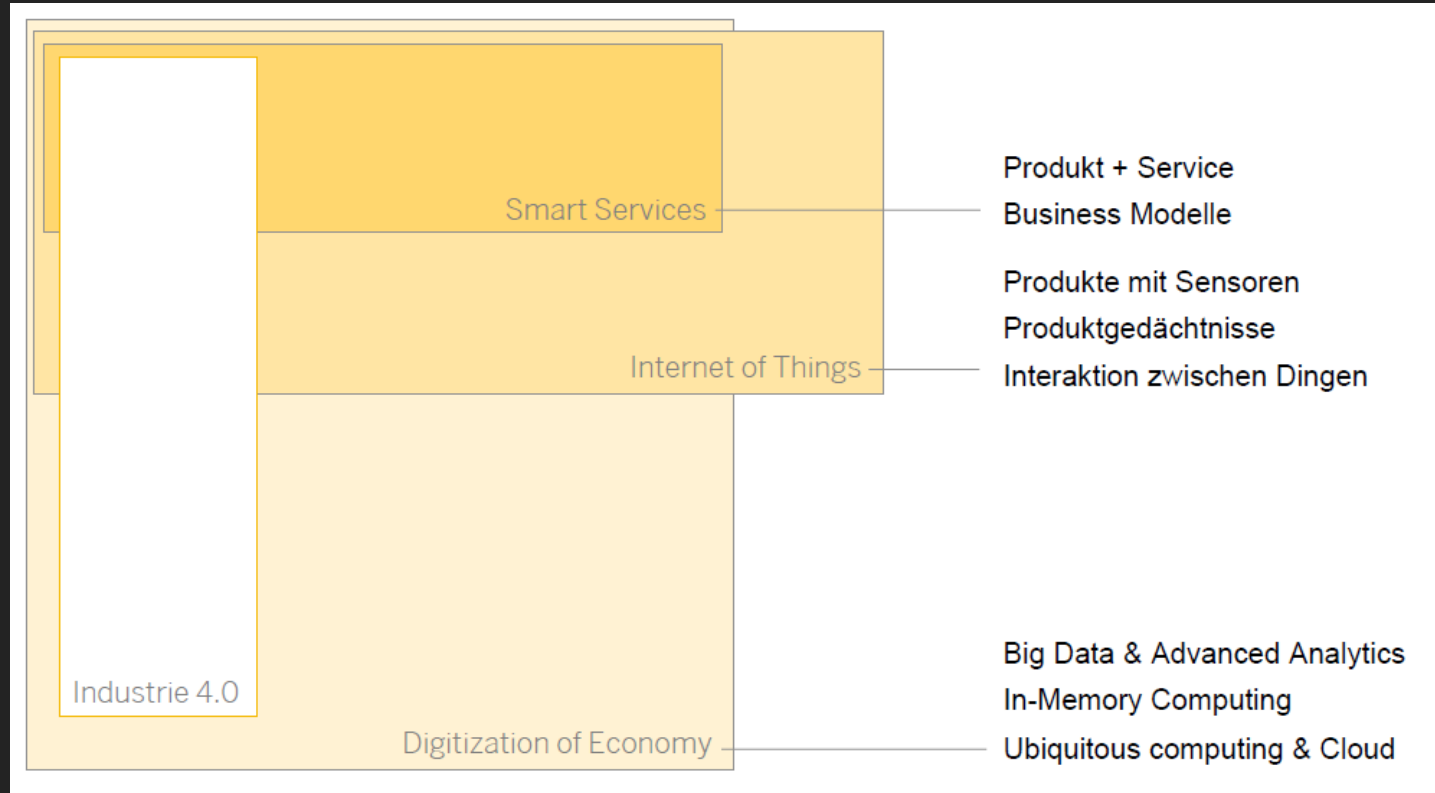 Produkt + Service
Smart Services
Business Modelle
Produkte mit Sensoren
Produktgedächtnisse
Internet of Things
Interaktion zwischen Dingen
Big Data & Advanced Analytics
Industrie 4.0
In-Memory Computing
Digitization of Economy
Ubiquitous computing & Cloud